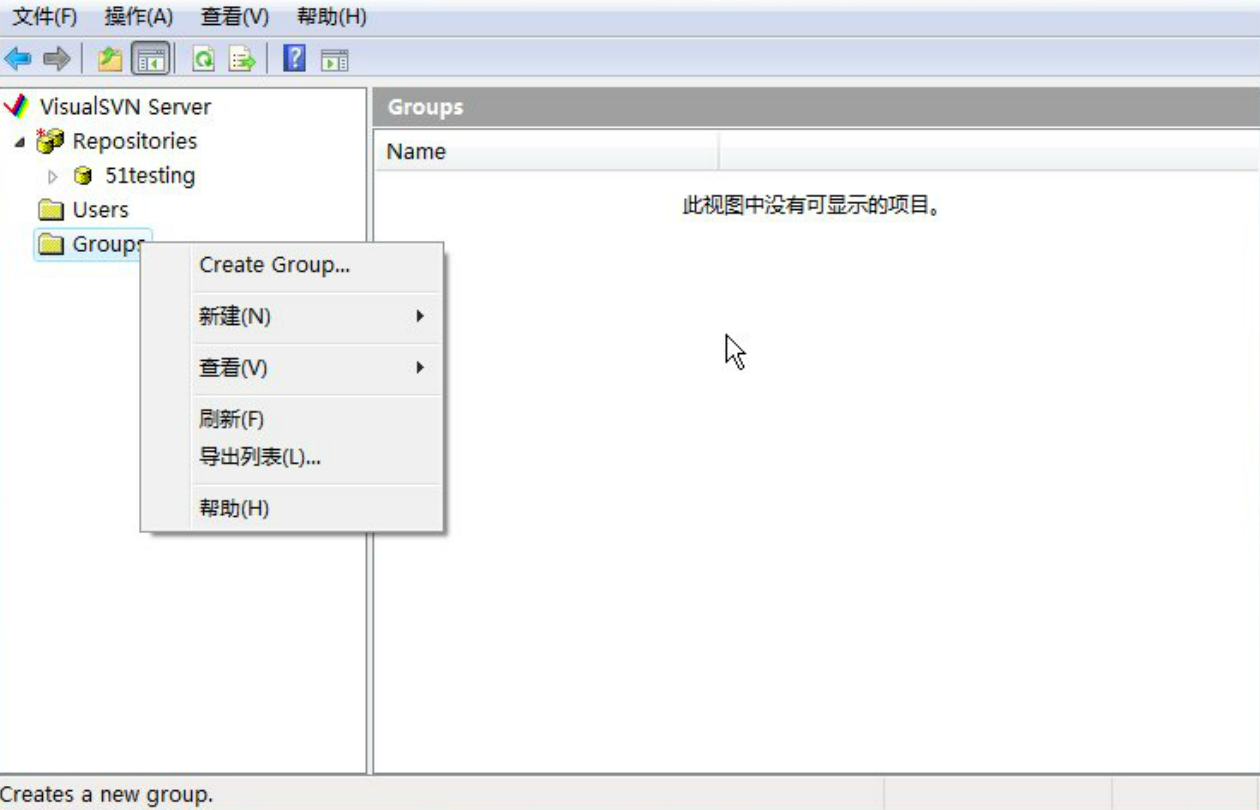 文件(F) 操作(A) 查看(V) 帮助(H)
VisualSVN Server
Repositories
51testing
Users
Groups
Create Group...
新建(N)
查看(V)
刷新(F)
导出列表(L)...
帮助(H)
Groups
Name
此视图中没有可显示的项目。
Creates a new group.